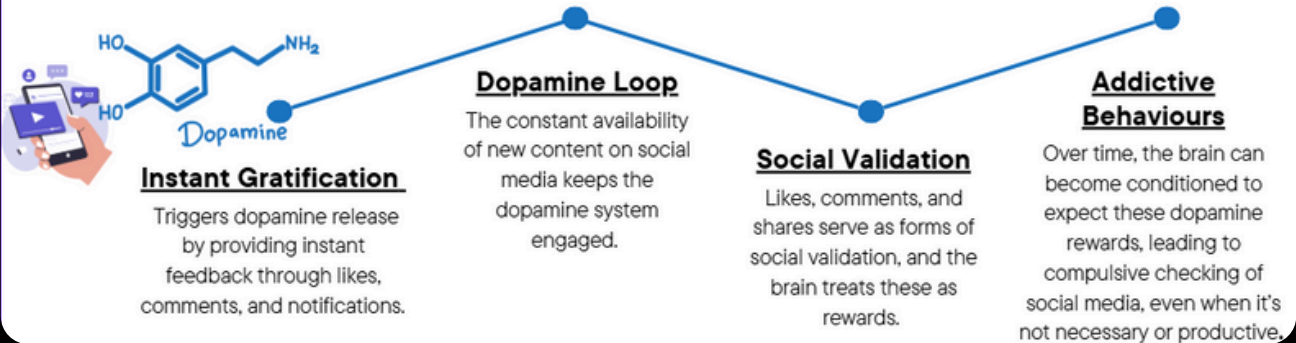 HO
NH2
HO
Dopamine
Instant Gratification
Triggers dopamine release
by providing instant
feedback through likes,
comments, and notifications.
Dopamine Loop
The constant availability
of new content on social
media keeps the
dopamine system
engaged.
Social Validation
Likes, comments, and
shares serve as forms of
social validation, and the
brain treats these as
rewards.
Addictive
Behaviours
Over time, the brain can
become conditioned to
expect these dopamine
rewards, leading to
compulsive checking of
social media, even when it's
not necessary or productive.